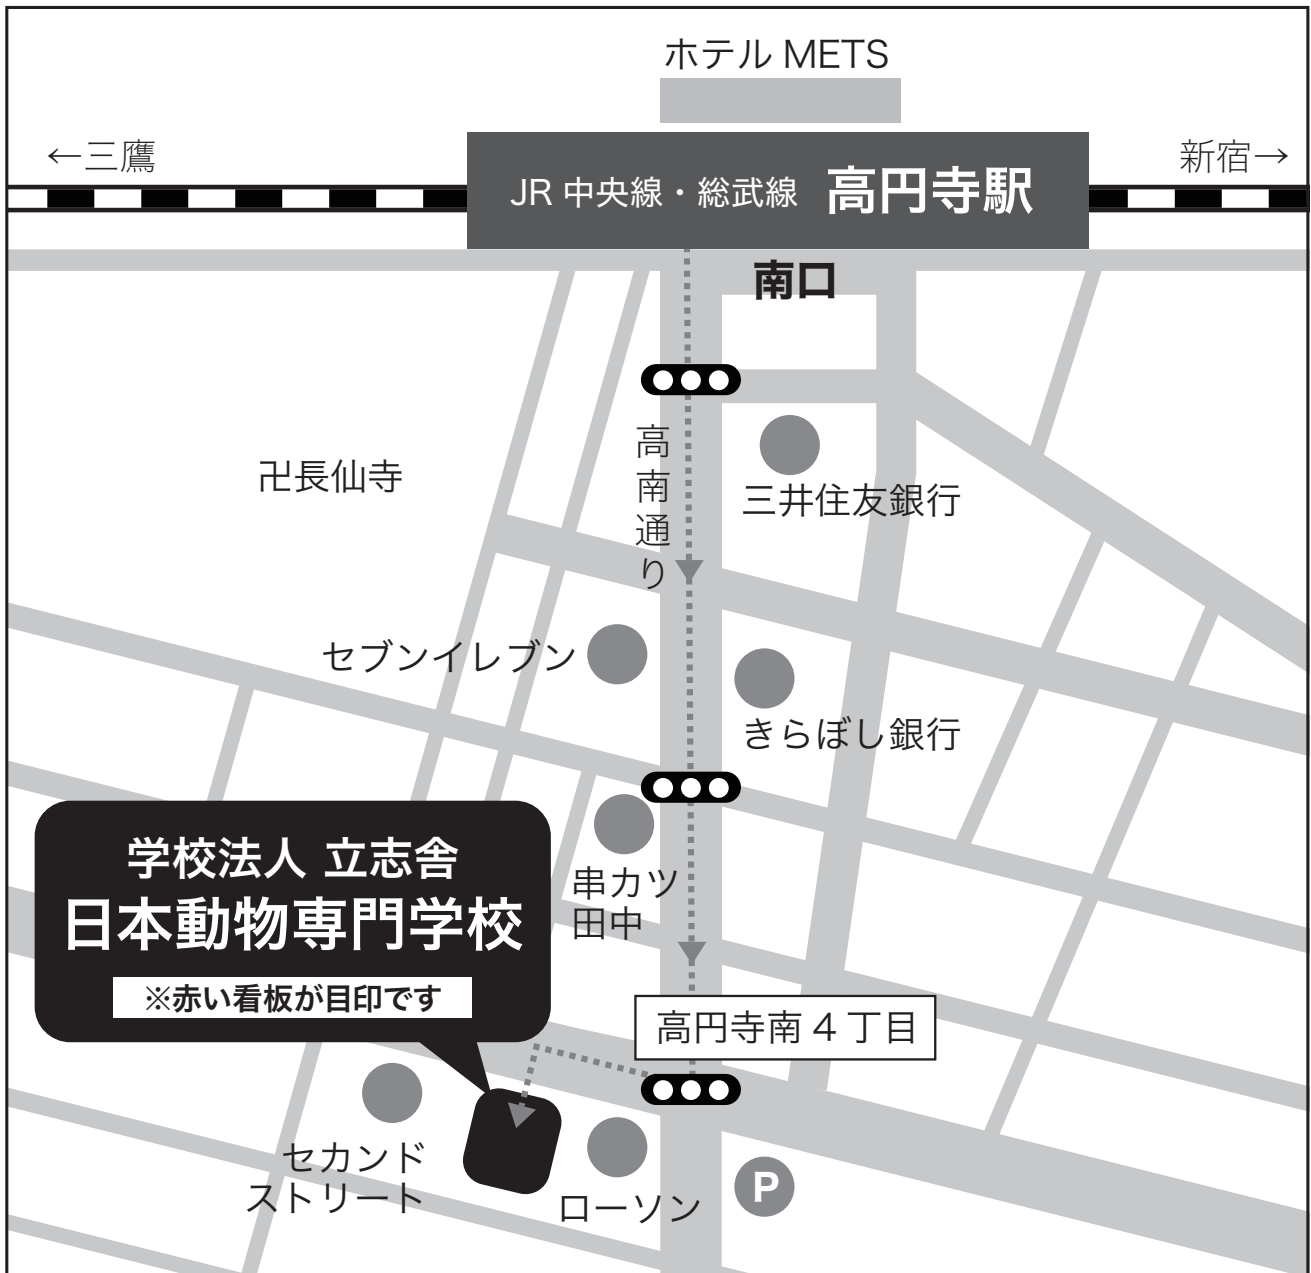 ホテル METS
←三鷹
新宿→
JR 中央線・総武線 高円寺駅
南口
高南通り
三井住友銀行
卍長仙寺
セブンイレブン
きらぼし銀行
学校法人 立志舎
日本動物専門学校
※赤い看板が目印です
串カツ
田中
高円寺南 4 丁目
セカンド
ストリート
ローソン
P